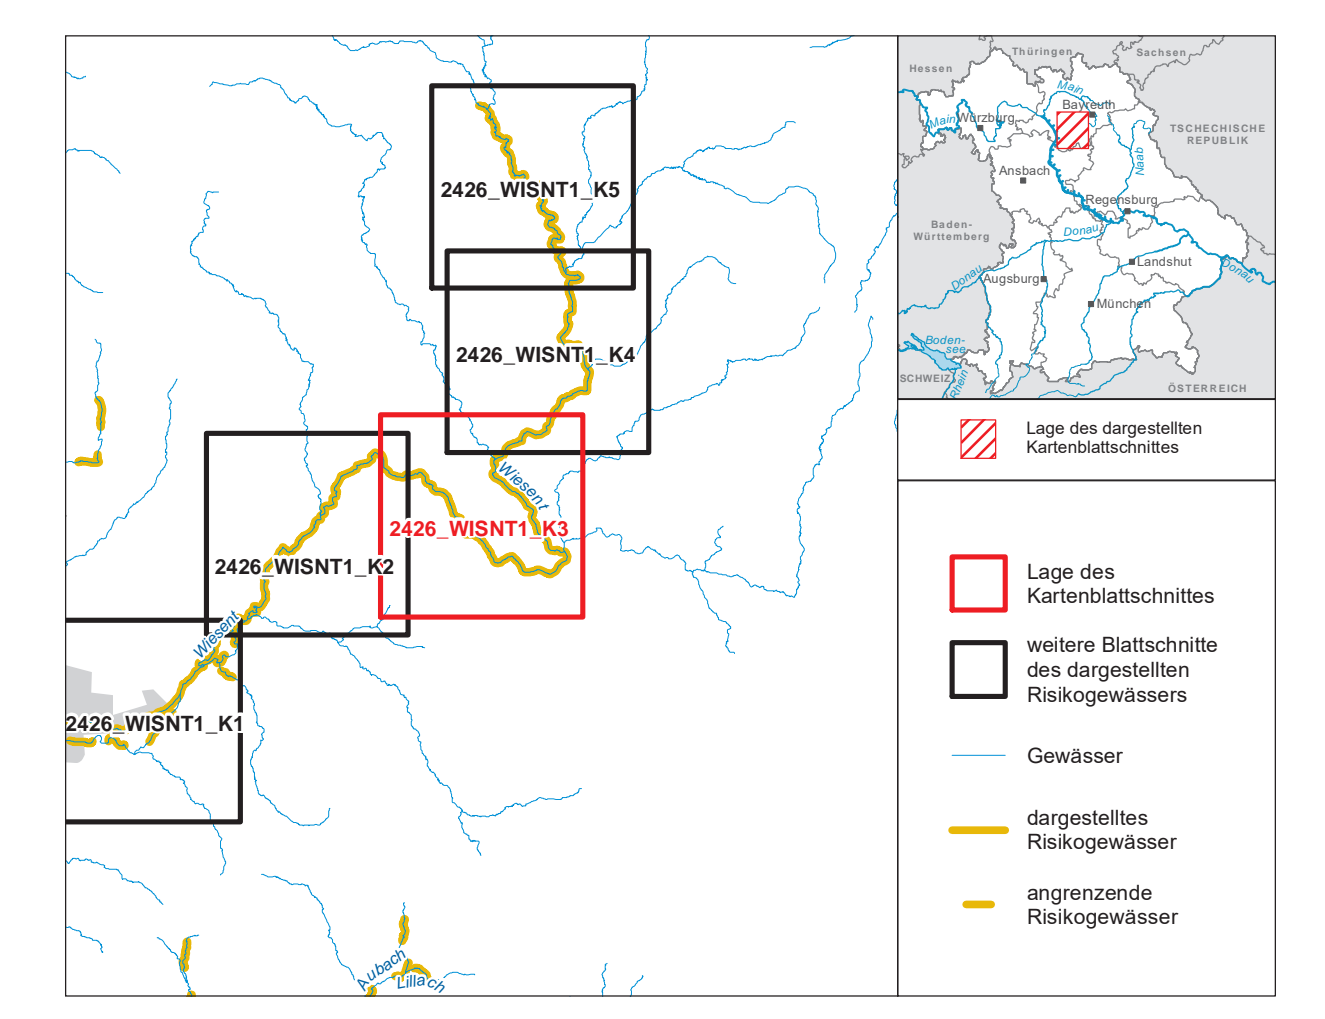 2426_WISNT1_K5
2426_WISNT1_K4
Wiesent
2426_WISNT1_K3
2426_WISNT1_K2
Wiesent
2426_WISNT1_K1
Aubach
Lillach
Thüringen
Sachsen
Hessen
Main
Bayreuth
Main
Würzburg
TSCHECHISCHE
REPUBLIK
Naab
Ansbach
Regensburg
Baden-
Württemberg
Donau
Landshut
Donau
Donau
Augsburg
München
Boden-
see
SCHWEIZ
Rhein
ÖSTERREICH
Lage des dargestellten
Kartenblattschnittes
Lage des
Kartenblattschnittes
weitere Blattschnitte
des dargestellten
Risikogewässers
Gewässer
dargestelltes
Risikogewässer
angrenzende
Risikogewässer